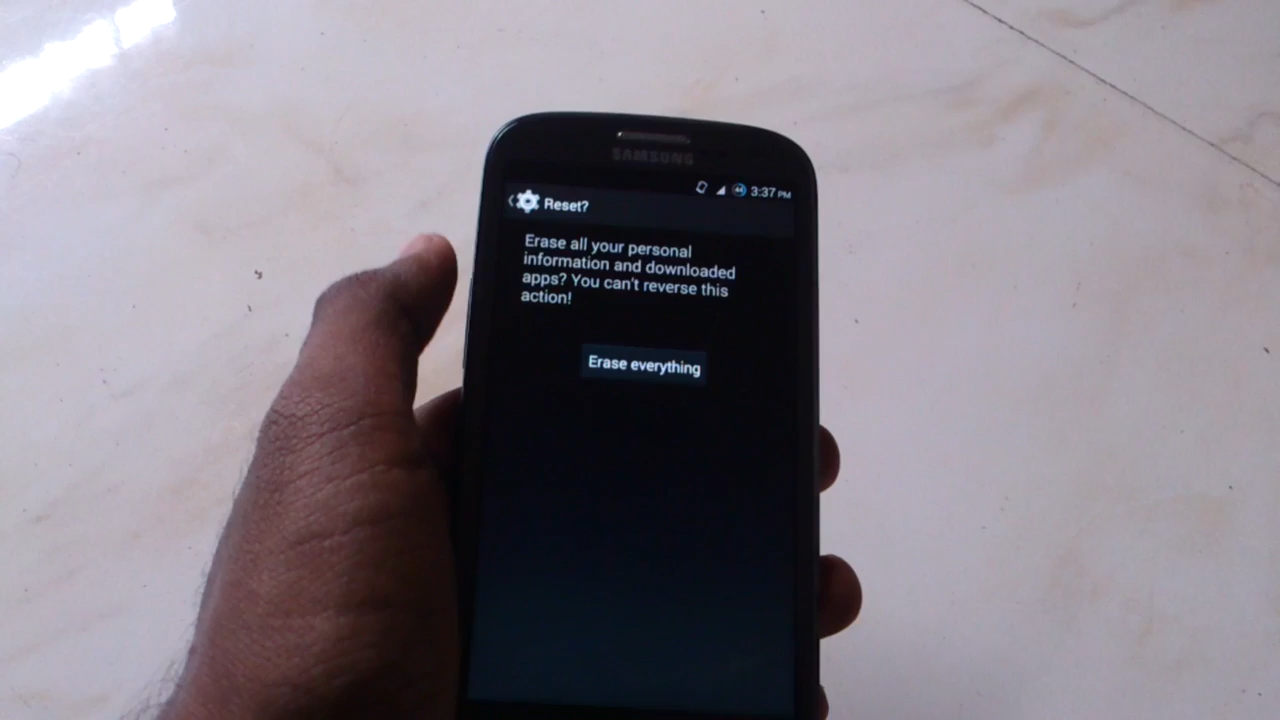 SAMSUNG
44 3:37 PM
Reset?
Erase all your personal
information and downloaded
apps? You can't reverse this
action!
Erase everything